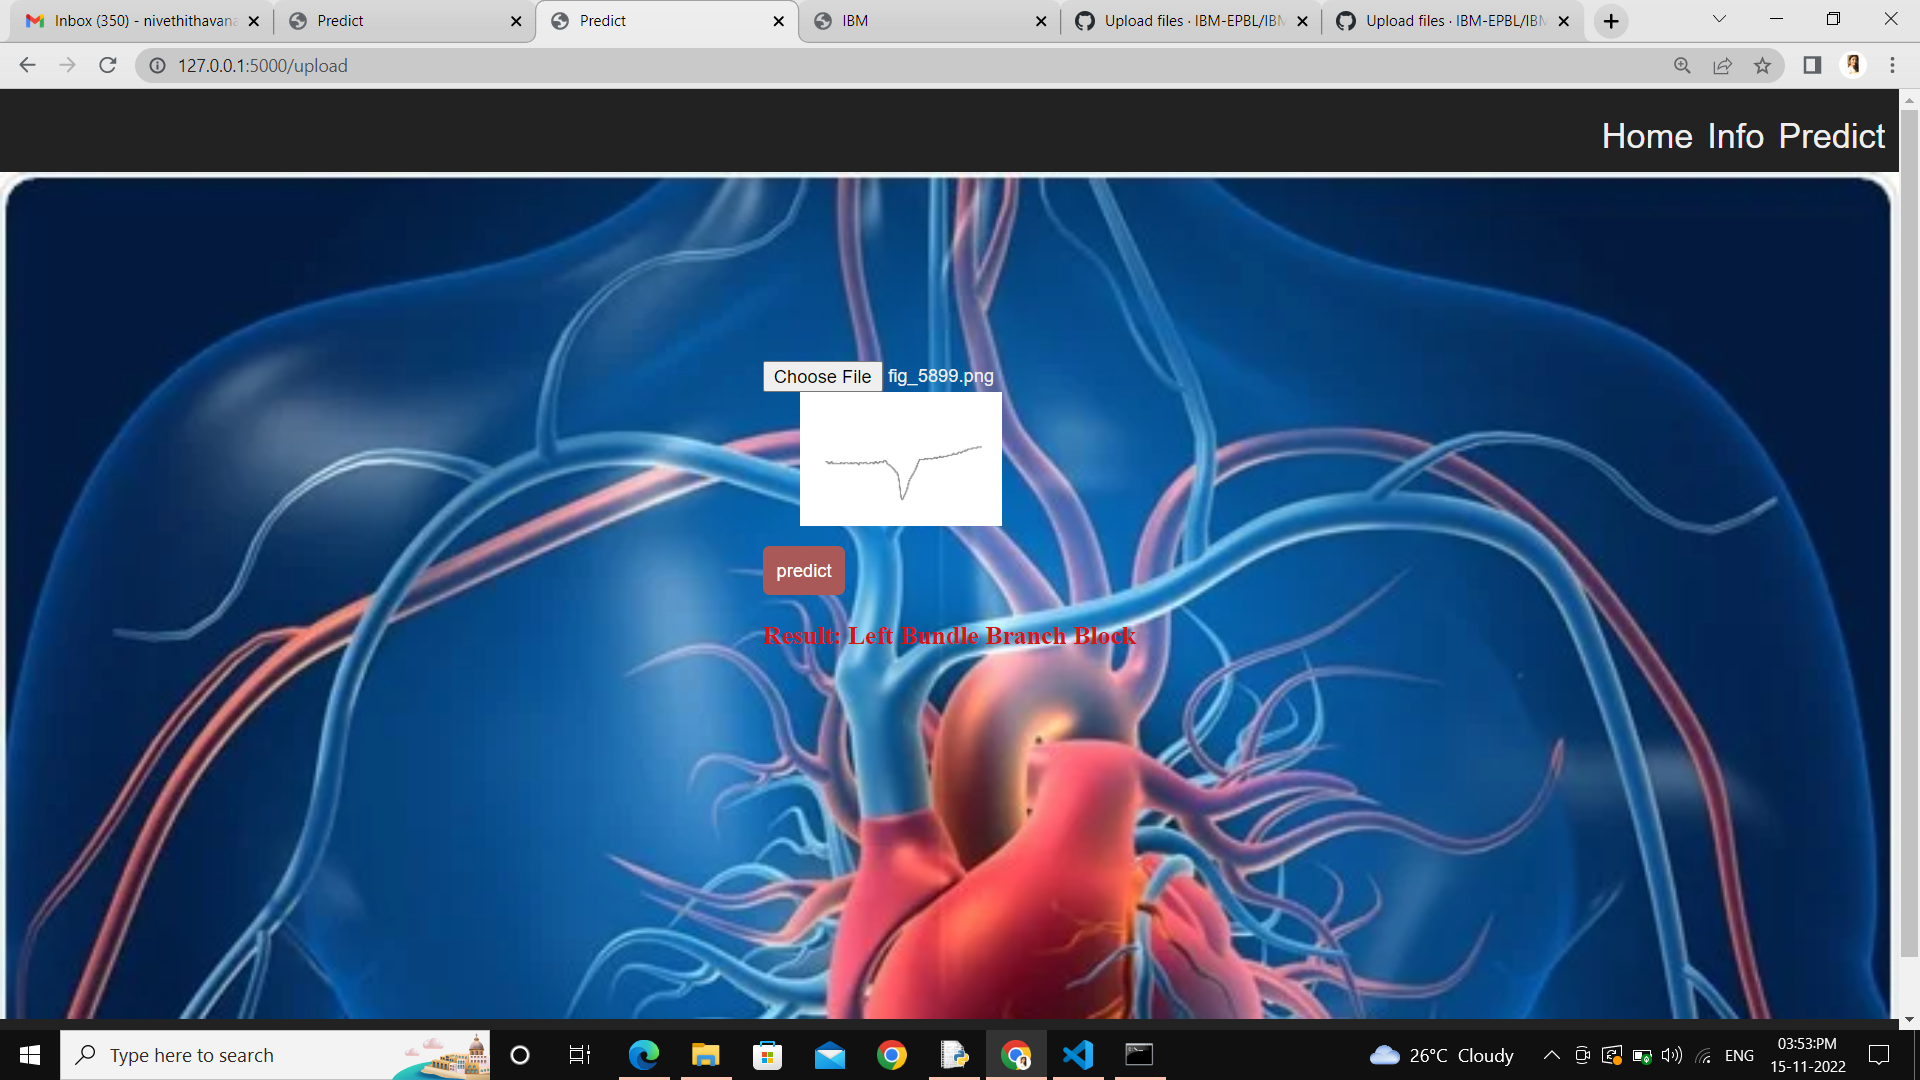 Inbox (350) - nivethithavana
Predict
Predict
IBM
Upload files · IBM-EPBL/IBM
Upload files · IBM-EPBL/IBM
127.0.0.1:5000/upload
Home Info Predict
Choose File fig_5899.png
predict
Result: Left Bundle Branch Block
Type here to search
26°C Cloudy
ENG
03:53:PM
15-11-2022